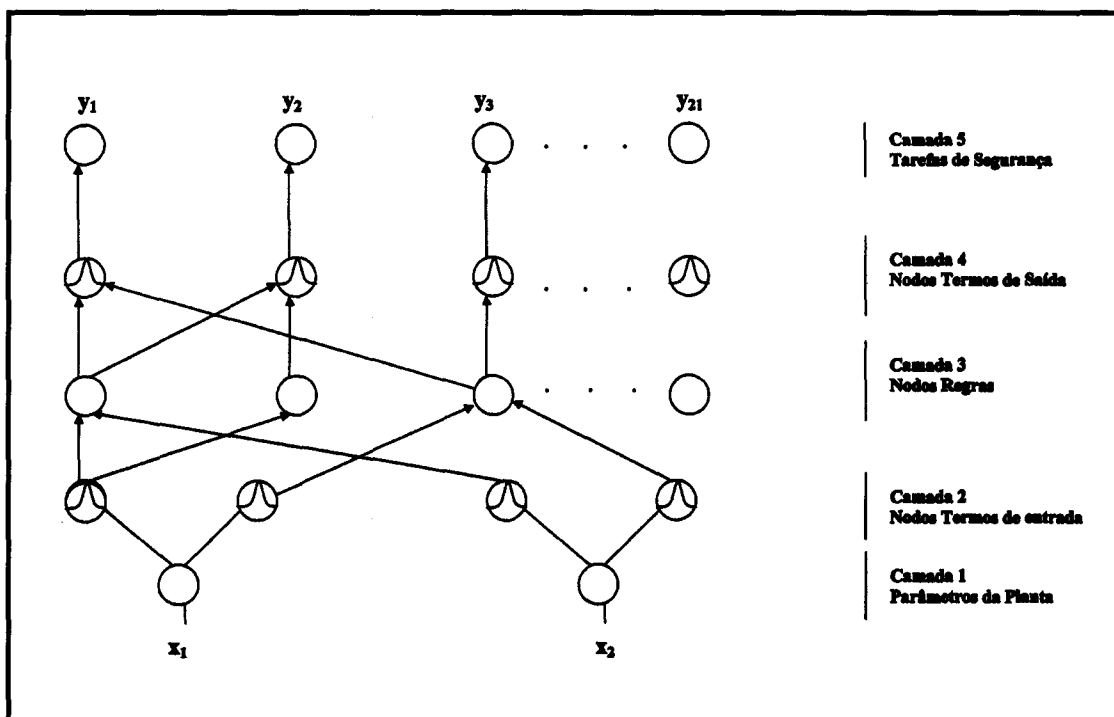 y1 y2 y3 y21
Camada 5
Tarefas de Segurança
. . .
Camada 4
Nodos Termos de Saída
. . .
Camada 3
Nodos Regras
. . .
Camada 2
Nodos Termos de entrada
Camada 1
Parâmetros da Planta
x1 x2